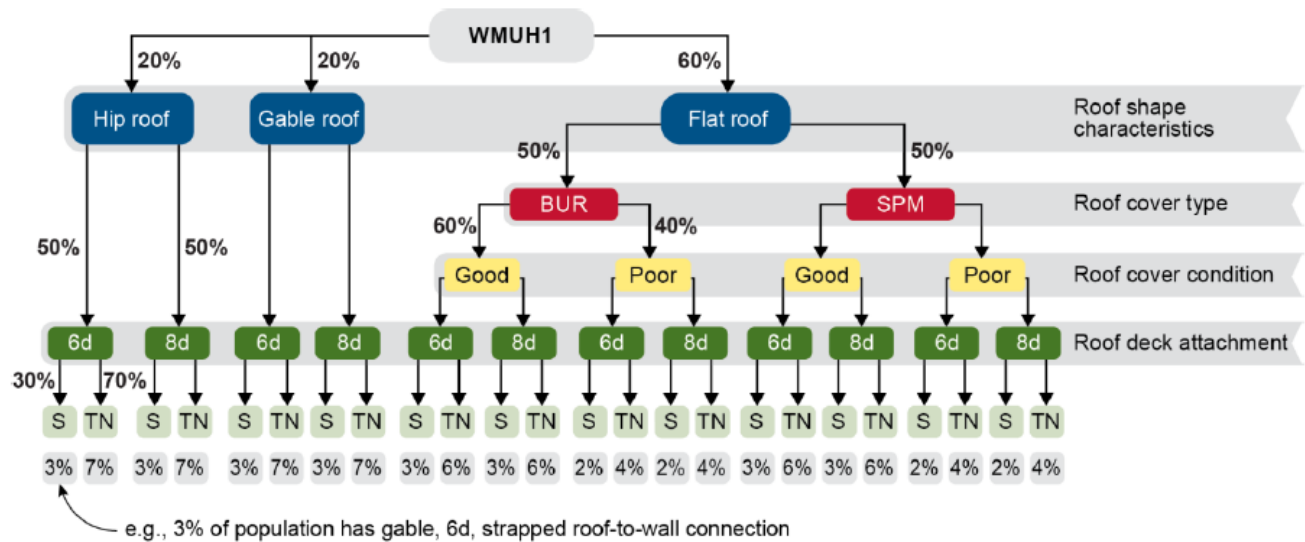 WMUH1
20% 20% 60%
Hip roof Gable roof Flat roof Roof shape
characteristics
50% 50%
BUR SPM Roof cover type
60% 40%
50% 50%
Good Poor Good Poor Roof cover condition
6d 8d 6d 8d 6d 8d 6d 8d 6d 8d 6d 8d Roof deck attachment
30% 70%
S TN S TN S TN S TN S TN S TN S TN S TN S TN S TN S TN S TN
3% 7% 3% 7% 3% 7% 3% 7% 3% 6% 3% 6% 2% 4% 2% 4% 3% 6% 3% 6% 2% 4% 2% 4%
e.g., 3% of population has gable, 6d, strapped roof-to-wall connection